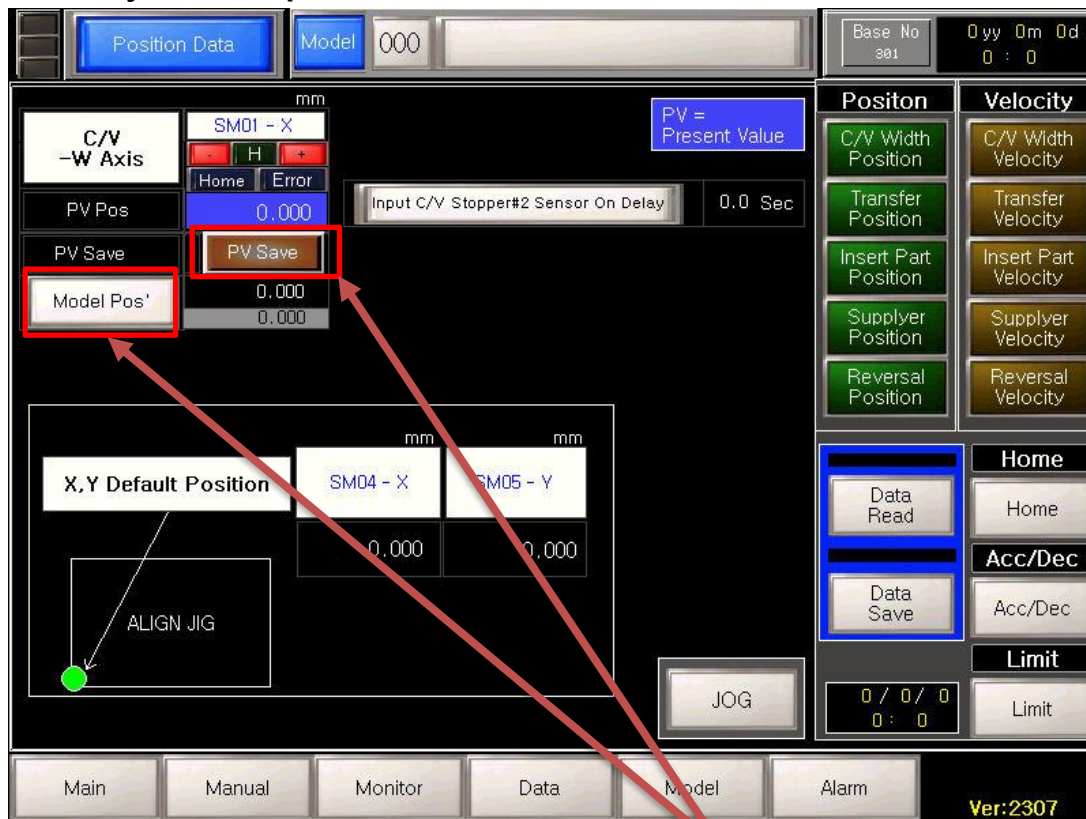 Position Data
Model
000
Base No
301
0 yy 0m 0d
0 : 0
mm
C/V
-W Axis
SM01 - X
-
H
+
Home
Error
PV =
Present Value
PV Pos
0.000
Input C/V Stopper#2 Sensor On Delay
0.0 Sec
PV Save
PV Save
Model Pos'
0.000
0.000
Positon
Velocity
C/V Width
Position
C/V Width
Velocity
Transfer
Position
Transfer
Velocity
Insert Part
Position
Insert Part
Velocity
Supplyer
Position
Supplyer
Velocity
Reversal
Position
Reversal
Velocity
mm
mm
X,Y Default Position
SM04 - X
SM05 - Y
0.000
0.000
ALIGN JIG
JOG
Data
Read
Data
Save
Home
Home
Acc/Dec
Acc/Dec
Limit
Limit
0 / 0 / 0
0 : 0
Main
Manual
Monitor
Data
Model
Alarm
Ver:2307